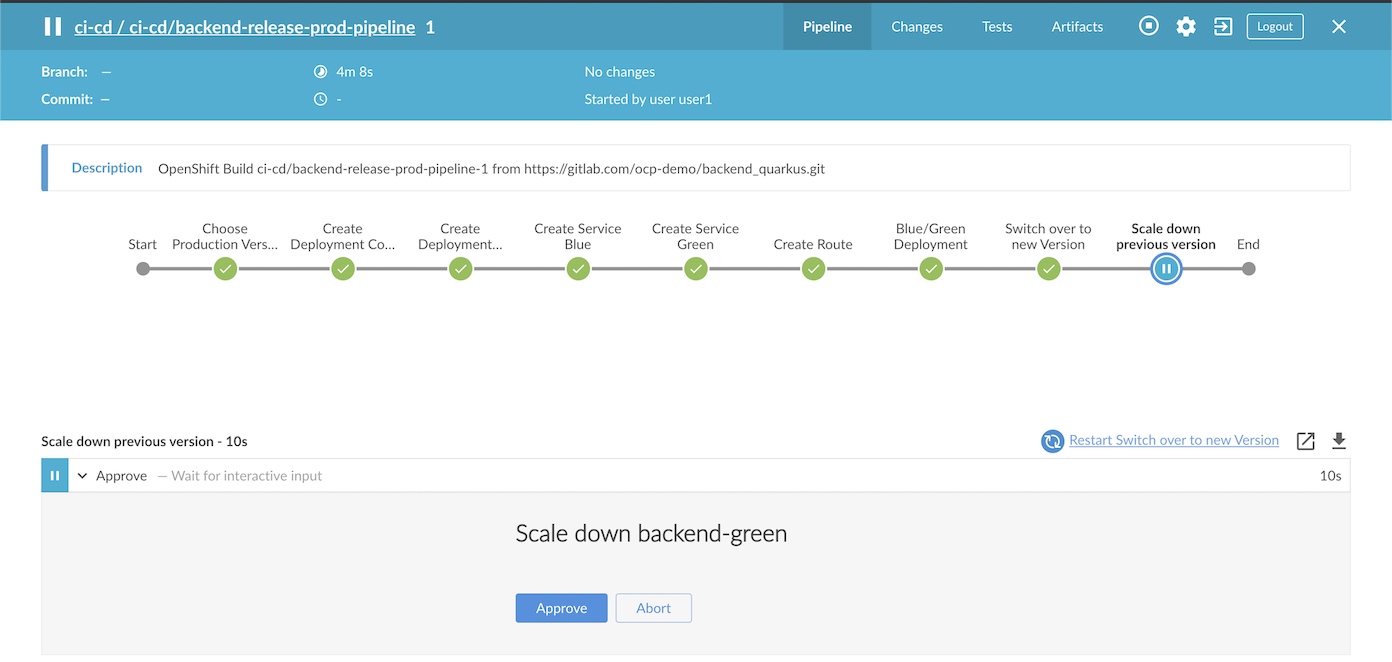 ci-cd / ci-cd/backend-release-prod-pipeline 1
Pipeline Changes Tests Artifacts Logout
Branch: — 4m 8s No changes
Commit: — - Started by user user1
Description OpenShift Build ci-cd/backend-release-prod-pipeline-1 from https://gitlab.com/ocp-demo/backend_quarkus.git
Start
Choose
Production Vers...
Create
Deployment Co...
Create
Deployment...
Create Service
Blue
Create Service
Green
Create Route
Blue/Green
Deployment
Switch over to
new Version
Scale down
previous version
End
Scale down previous version - 10s
Restart Switch over to new Version
Approve — Wait for interactive input 10s
Scale down backend-green
Approve Abort